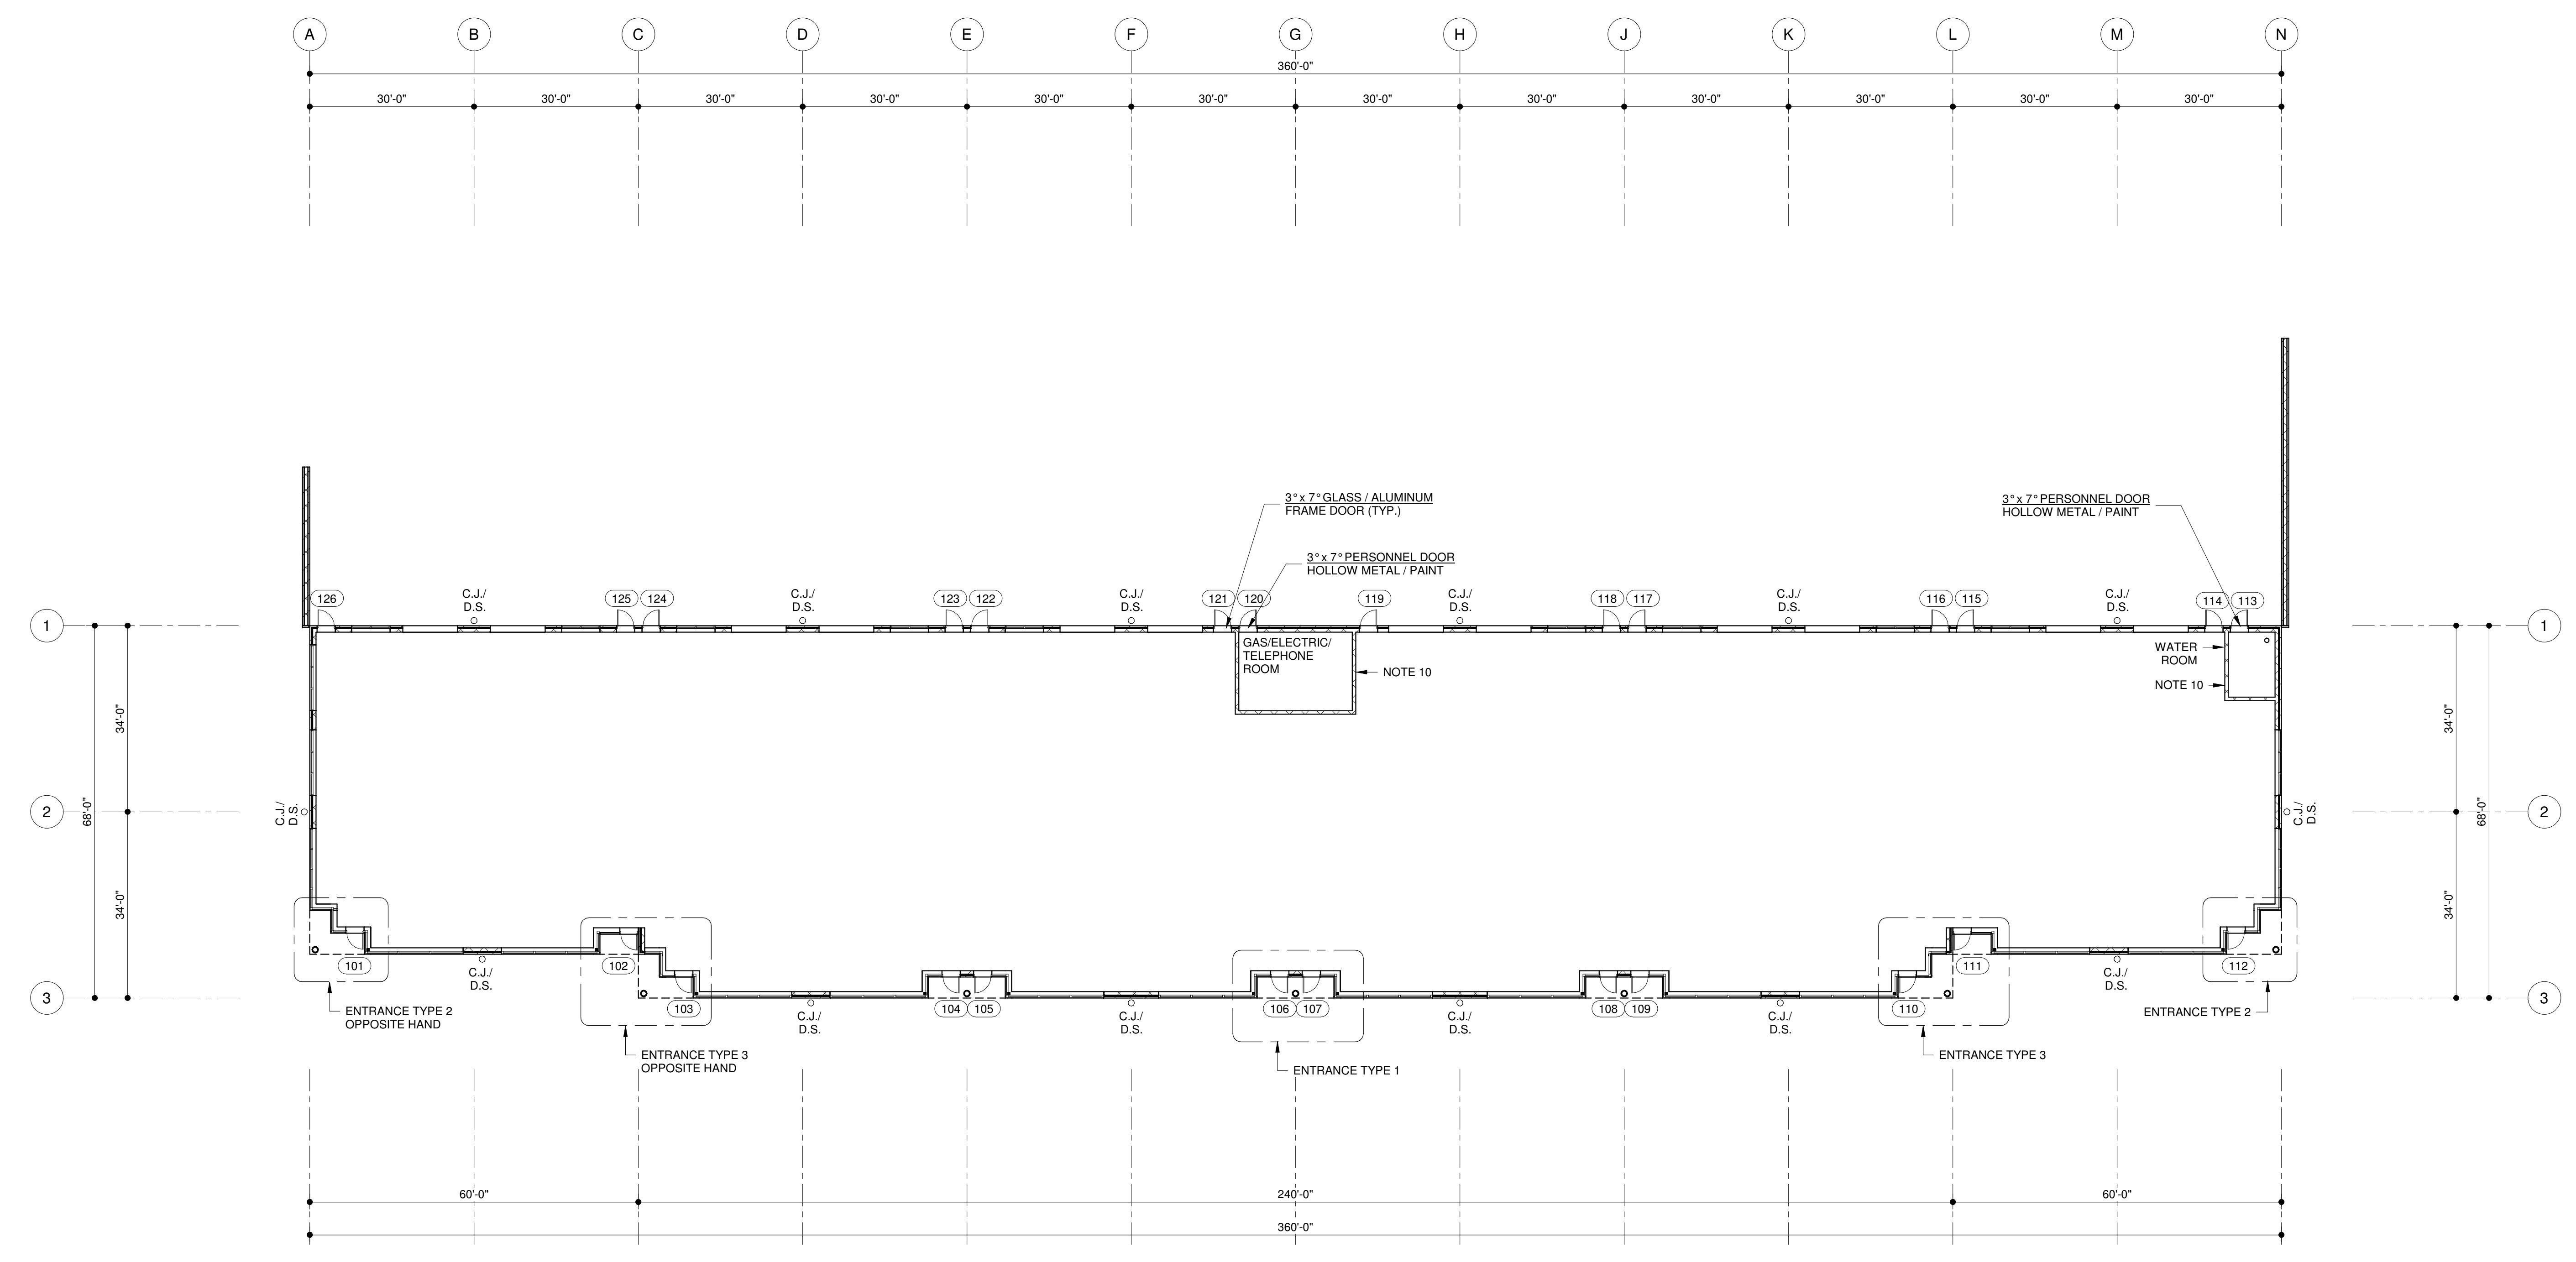 A B C D E F G H J K L M N
360'-0"
30'-0" 30'-0" 30'-0" 30'-0" 30'-0" 30'-0" 30'-0" 30'-0" 30'-0" 30'-0" 30'-0" 30'-0"
3° x 7° GLASS / ALUMINUM
FRAME DOOR (TYP.)
3° x 7° PERSONNEL DOOR
HOLLOW METAL / PAINT
3° x 7° PERSONNEL DOOR
HOLLOW METAL / PAINT
126
C.J./
D.S.
125 124
C.J./
D.S.
123 122
C.J./
D.S.
121 120
119
C.J./
D.S.
118 117
C.J./
D.S.
116 115
C.J./
D.S.
114 113
1
1
GAS/ELECTRIC/
TELEPHONE
ROOM
NOTE 10
WATER
ROOM
NOTE 10
34'-0"
34'-0"
68'-0"
2
C.J./
D.S.
C.J./
D.S.
2
68'-0"
34'-0"
34'-0"
101
C.J./
D.S.
102
103
C.J./
D.S.
104 105
C.J./
D.S.
106 107
C.J./
D.S.
108 109
C.J./
D.S.
110
111
C.J./
D.S.
112
3
3
ENTRANCE TYPE 2
OPPOSITE HAND
ENTRANCE TYPE 3
OPPOSITE HAND
ENTRANCE TYPE 1
ENTRANCE TYPE 3
ENTRANCE TYPE 2
60'-0" 240'-0" 60'-0"
360'-0"